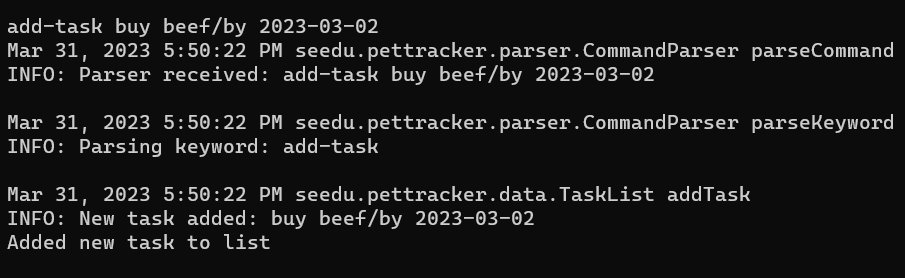 add-task buy beef/by 2023-03-02
Mar 31, 2023 5:50:22 PM seedu.pettracker.parser.CommandParser parseCommand
INFO: Parser received: add-task buy beef/by 2023-03-02
Mar 31, 2023 5:50:22 PM seedu.pettracker.parser.CommandParser parseKeyword
INFO: Parsing keyword: add-task
Mar 31, 2023 5:50:22 PM seedu.pettracker.data.TaskList addTask
INFO: New task added: buy beef/by 2023-03-02
Added new task to list